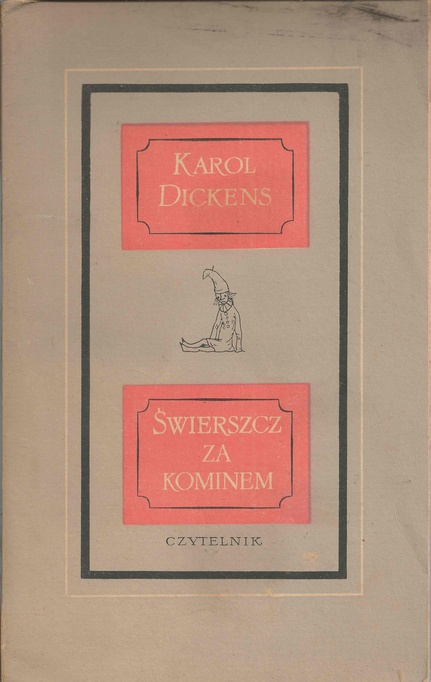 KAROL
DICKENS
ŚWIERSZCZ
ZA
KOMINEM
CZYTELNIK